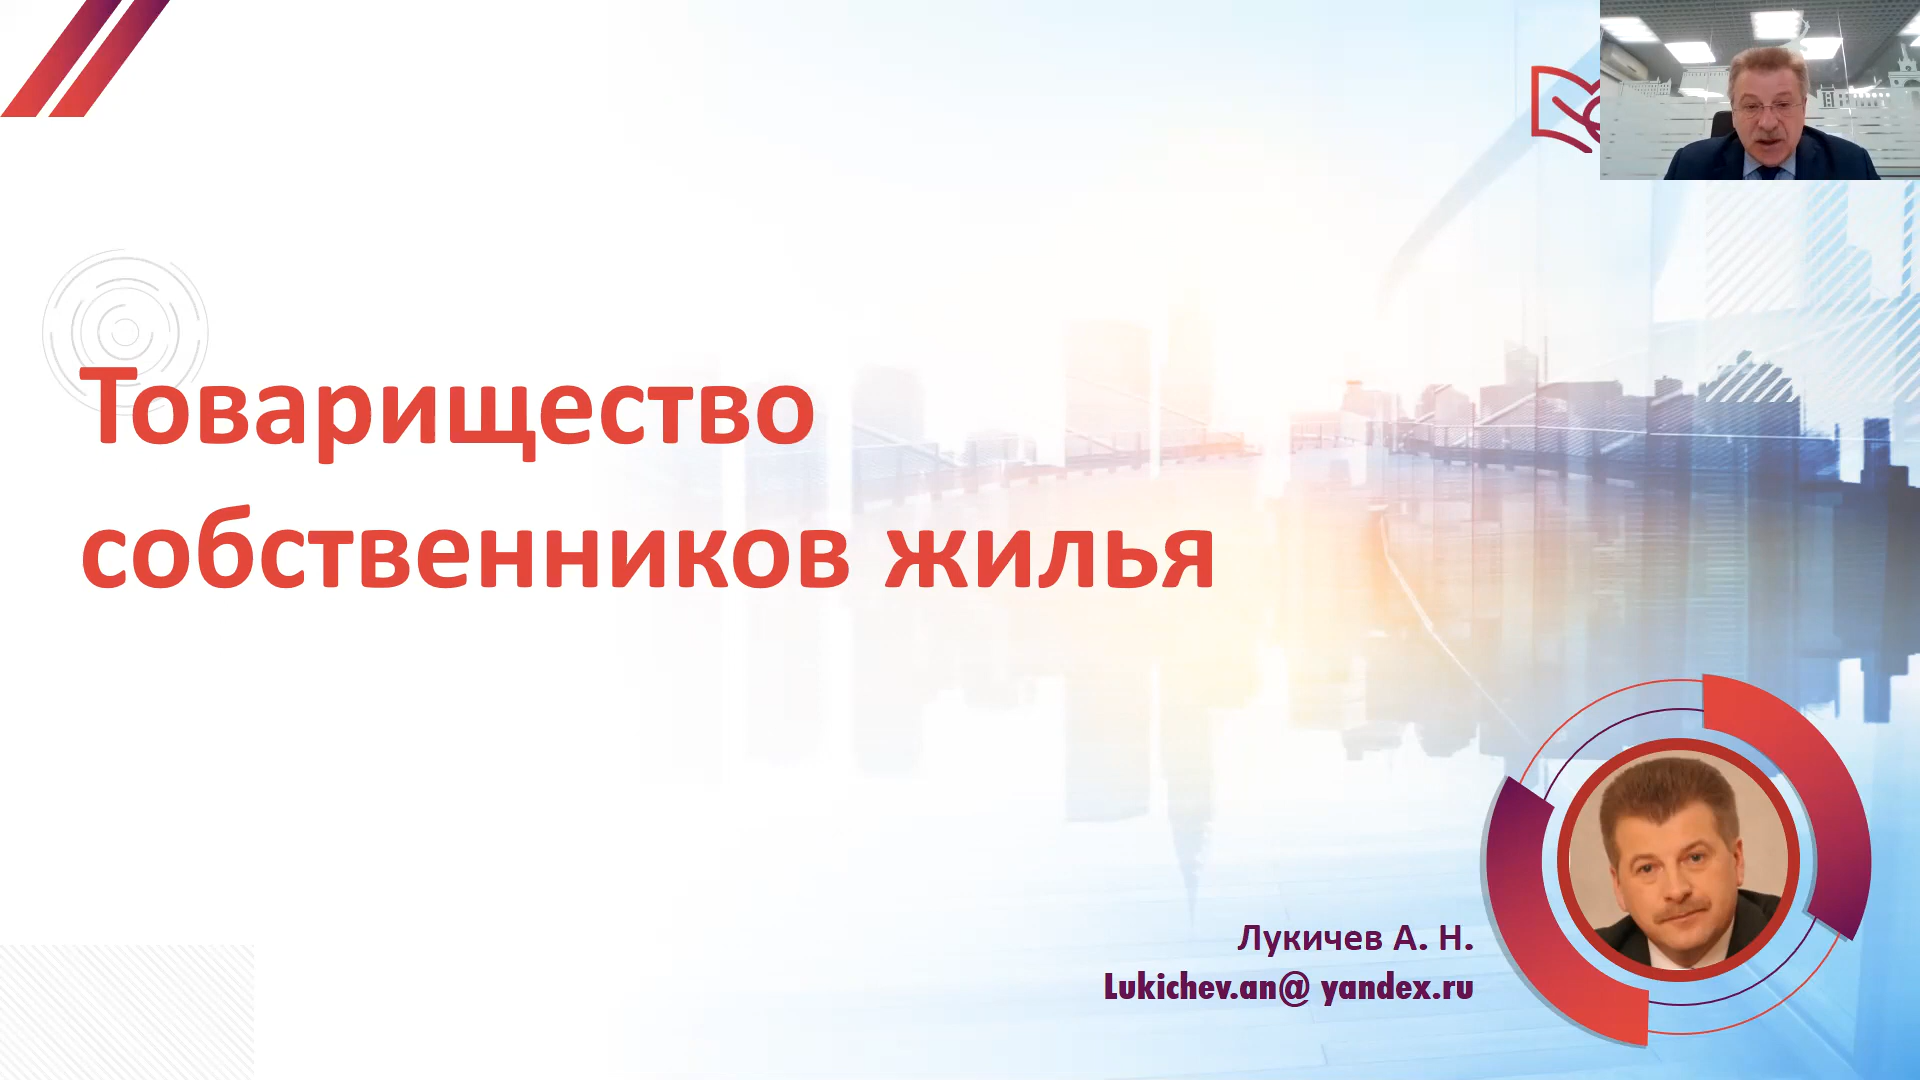 Товарищество
собственников жилья
Лукичев А. Н.
Lukichev.an@ yandex.ru